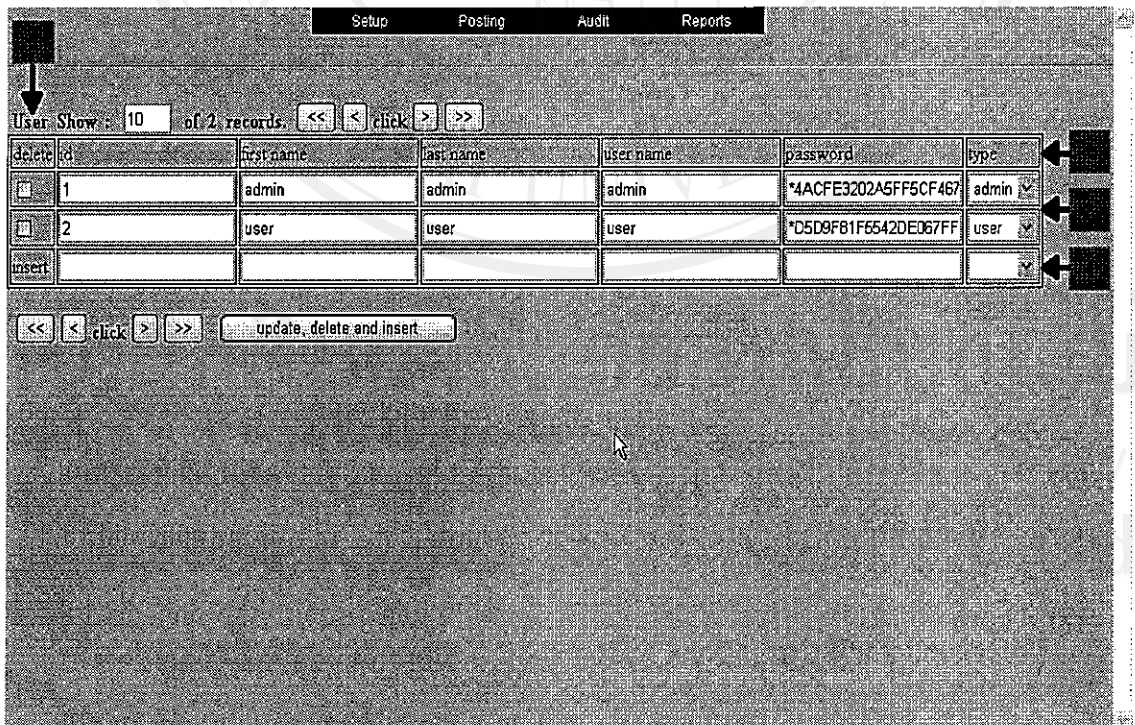 Setup Posting Audit Reports
User Show : 10 of 2 records. << < click > >>
delete id first name last name user name password type
1 admin admin admin *4ACFE3202A5FF5CF467 admin
2 user user user *D5D9F81F5542DE067FF user
insert
<< < click > >> update, delete and insert